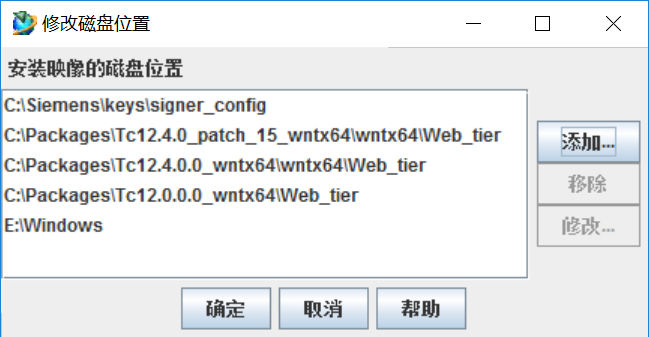 修改磁盘位置
安装映像的磁盘位置
C:\Siemens\keys\signer_config
C:\Packages\Tc12.4.0_patch_15_wntx64\wntx64\Web_tier
C:\Packages\Tc12.4.0.0_wntx64\wntx64\Web_tier
C:\Packages\Tc12.0.0.0_wntx64\Web_tier
E:\Windows
添加...
移除
修改...
确定 取消 帮助